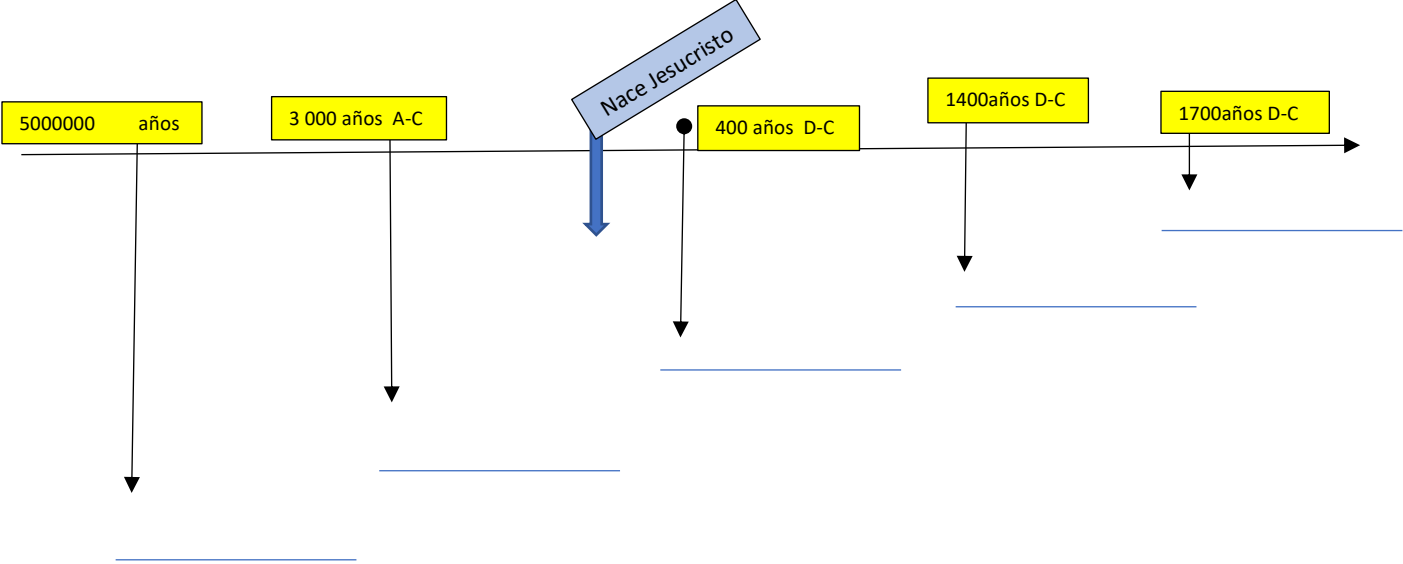 Nace Jesucristo
5000000 años
3 000 años A-C
400 años D-C
1400años D-C
1700años D-C